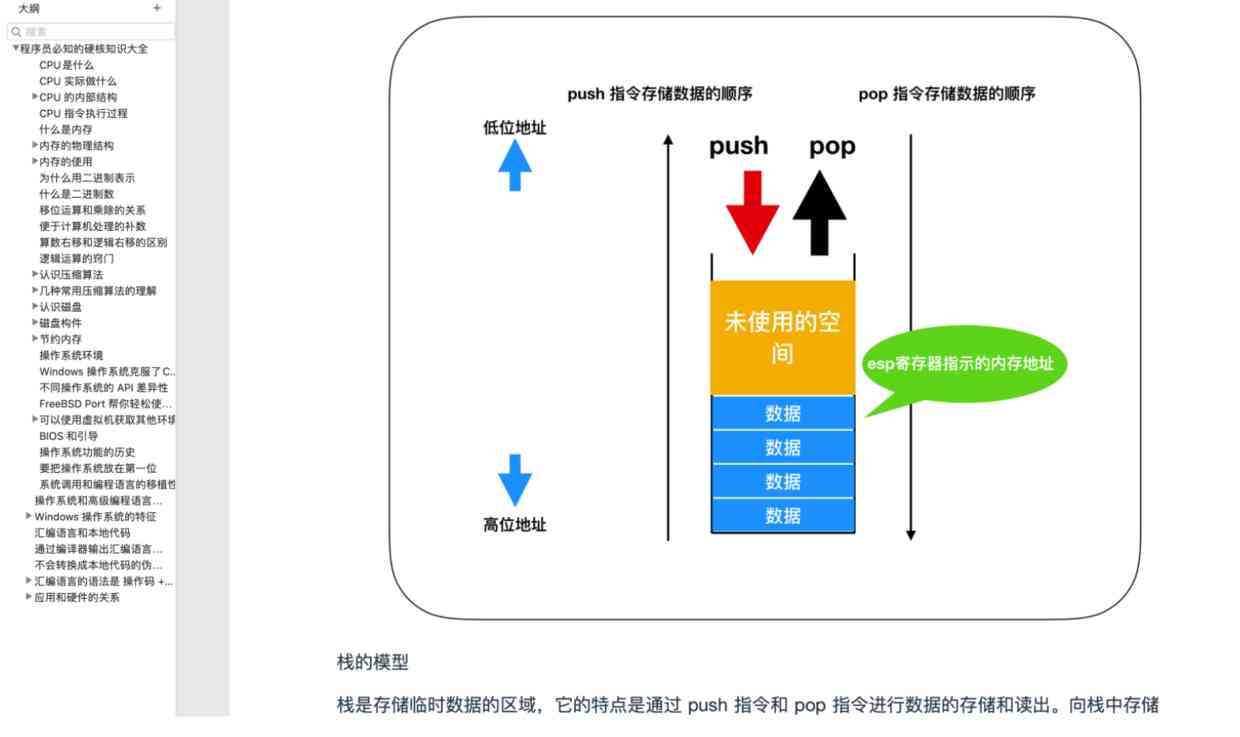 大纲
+
搜索
程序员必知的硬核知识大全
CPU是什么
CPU 实际做什么
CPU 的内部结构
CPU 指令执行过程
什么是内存
内存的物理结构
内存的使用
为什么用二进制表示
什么是二进制数
移位运算和乘除的关系
便于计算机处理的补数
算数右移和逻辑右移的区别
逻辑运算的窍门
认识压缩算法
几种常用压缩算法的理解
认识磁盘
磁盘构件
节约内存
操作系统环境
Windows 操作系统克服了C...
不同操作系统的 API 差异性
FreeBSD Port 帮你轻松使...
可以使用虚拟机获取其他环境
BIOS 和引导
操作系统功能的历史
要把操作系统放在第一位
系统调用和编程语言的移植性
操作系统和高级编程语言...
Windows 操作系统的特征
汇编语言和本地代码
通过编译器输出汇编语言...
不会转换成本地代码的伪...
汇编语言的语法是 操作码 +...
应用和硬件的关系
push 指令存储数据的顺序
pop 指令存储数据的顺序
低位地址
push
pop
未使用的空
间
esp寄存器指示的内存地址
数据
数据
数据
数据
高位地址
栈的模型
栈是存储临时数据的区域，它的特点是通过 push 指令和 pop 指令进行数据的存储和读出。向栈中存储